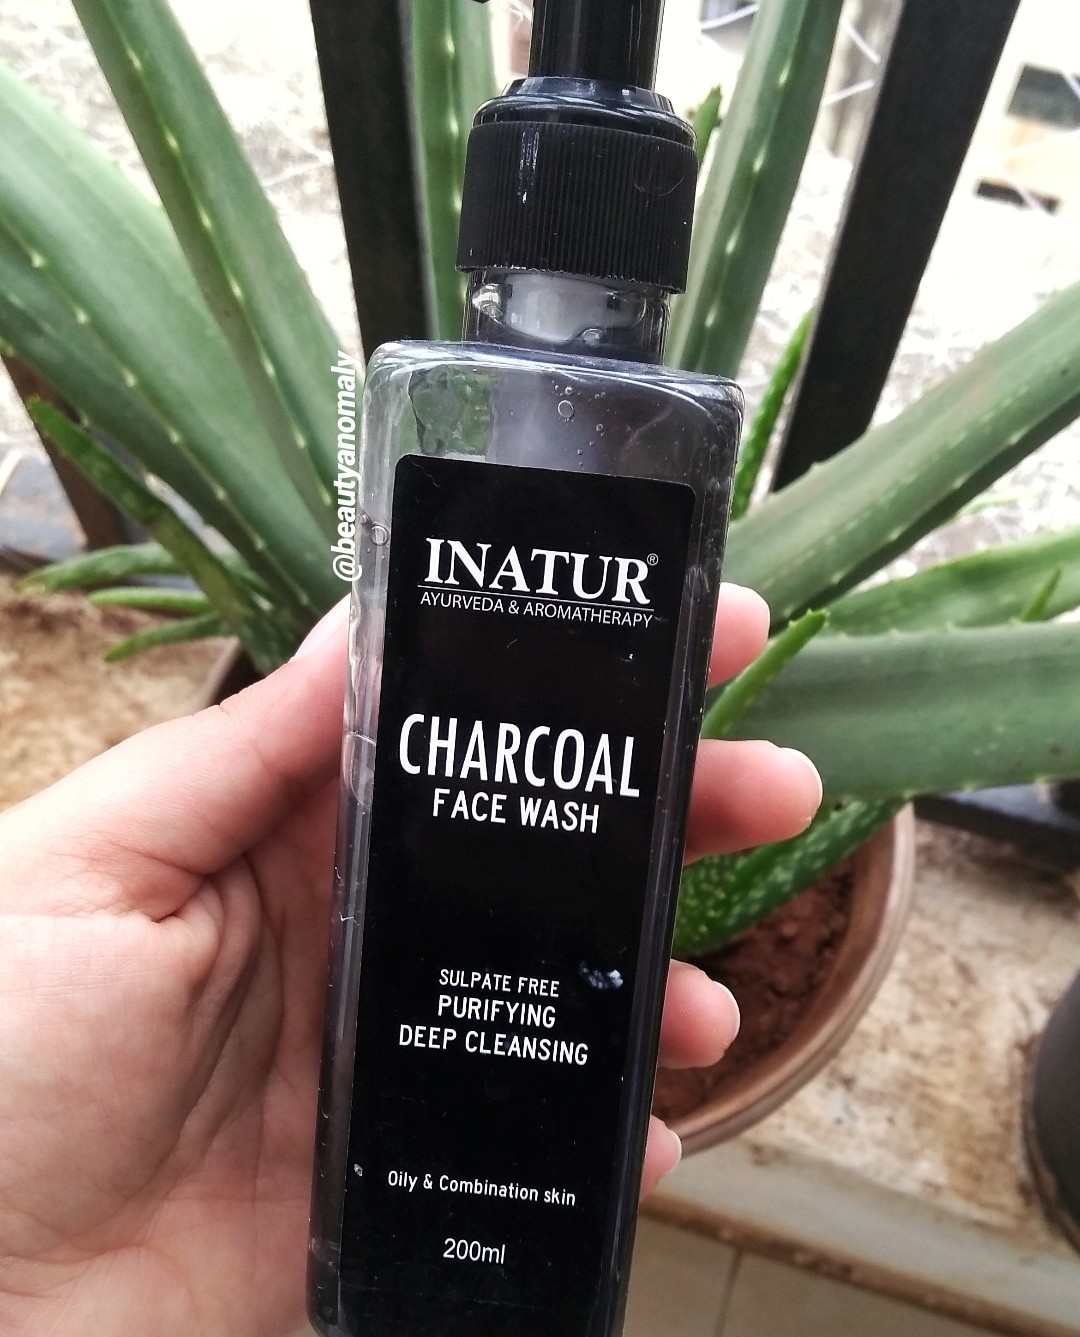 @beautyanomaly
INATUR®
AYURVEDA & AROMATHERAPY
CHARCOAL
FACE WASH
SULPATE FREE
PURIFYING
DEEP CLEANSING
Oily & Combination skin
200ml